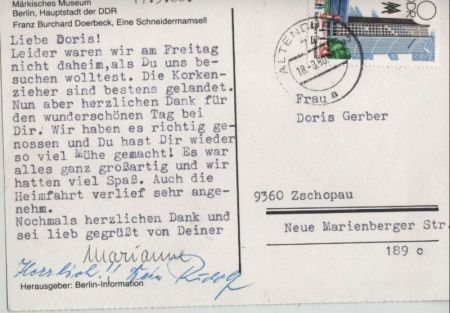 Märkisches Museum
Berlin, Hauptstadt der DDR
Franz Burchard Doerbeck, Eine Schneidermamsell
Liebe Doris!
Leider waren wir am Freitag
nicht daheim,als Du uns be-
suchen wolltest. Die Korken-
zieher sind bestens gelandet.
Nun aber herzlichen Dank für
den wunderschönen Tag bei
Dir. Wir haben es richtig ge-
nossen und Du hast Dir wieder
so viel Mühe gemacht! Es war
alles ganz großartig und wir
hatten viel Spaß. Auch die
Heimfahrt verlief sehr ange-
nehm.
Nochmals herzlichen Dank und
sei lieb gegrüßt von Deiner
Marianne
Herzlich!! Dein Rudolf
Herausgeber: Berlin-Information
DDR
Frau
Doris Gerber
9360 Zschopau
Neue Marienberger Str.
189 c